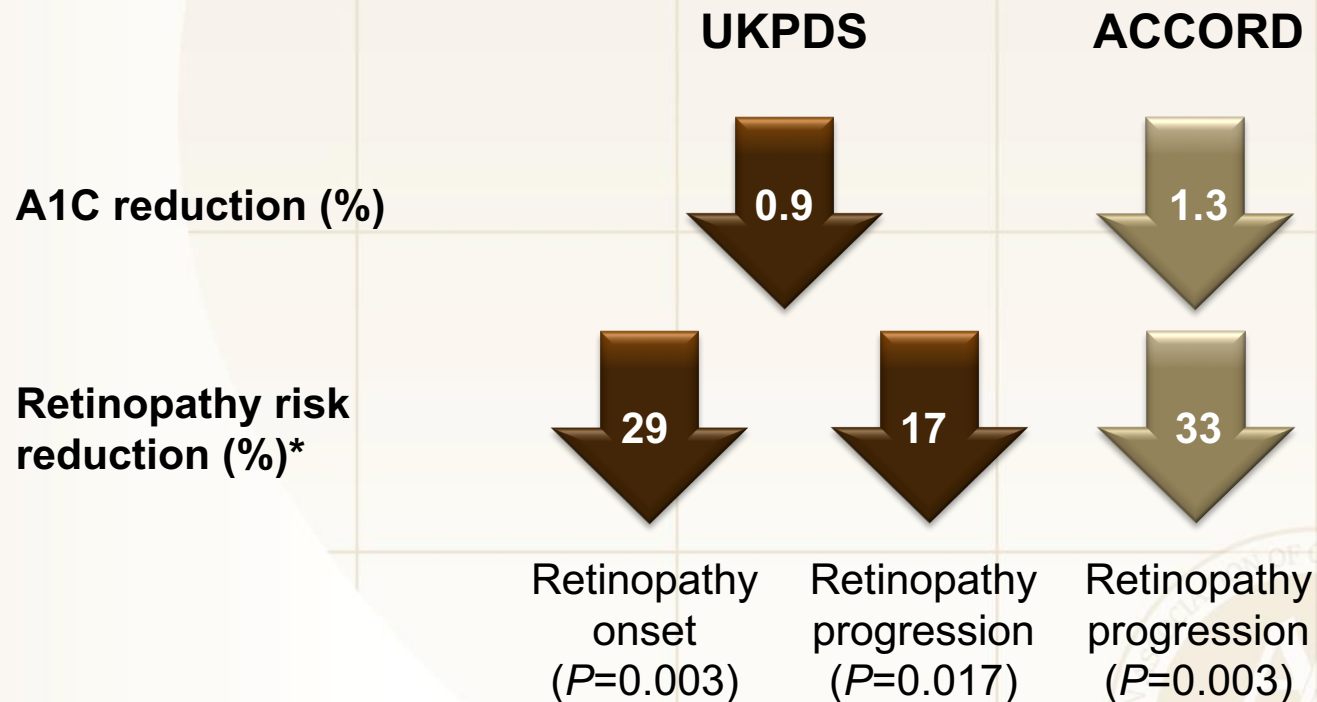 UKPDS ACCORD
A1C reduction (%) 0.9 1.3
Retinopathy risk
reduction (%)*
29 17 33
Retinopathy Retinopathy Retinopathy
onset progression progression
(P=0.003) (P=0.017) (P=0.003)